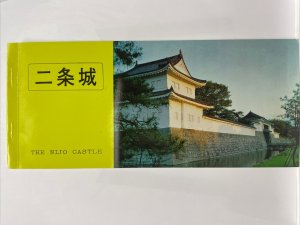 二条城
THE NIJO CASTLE